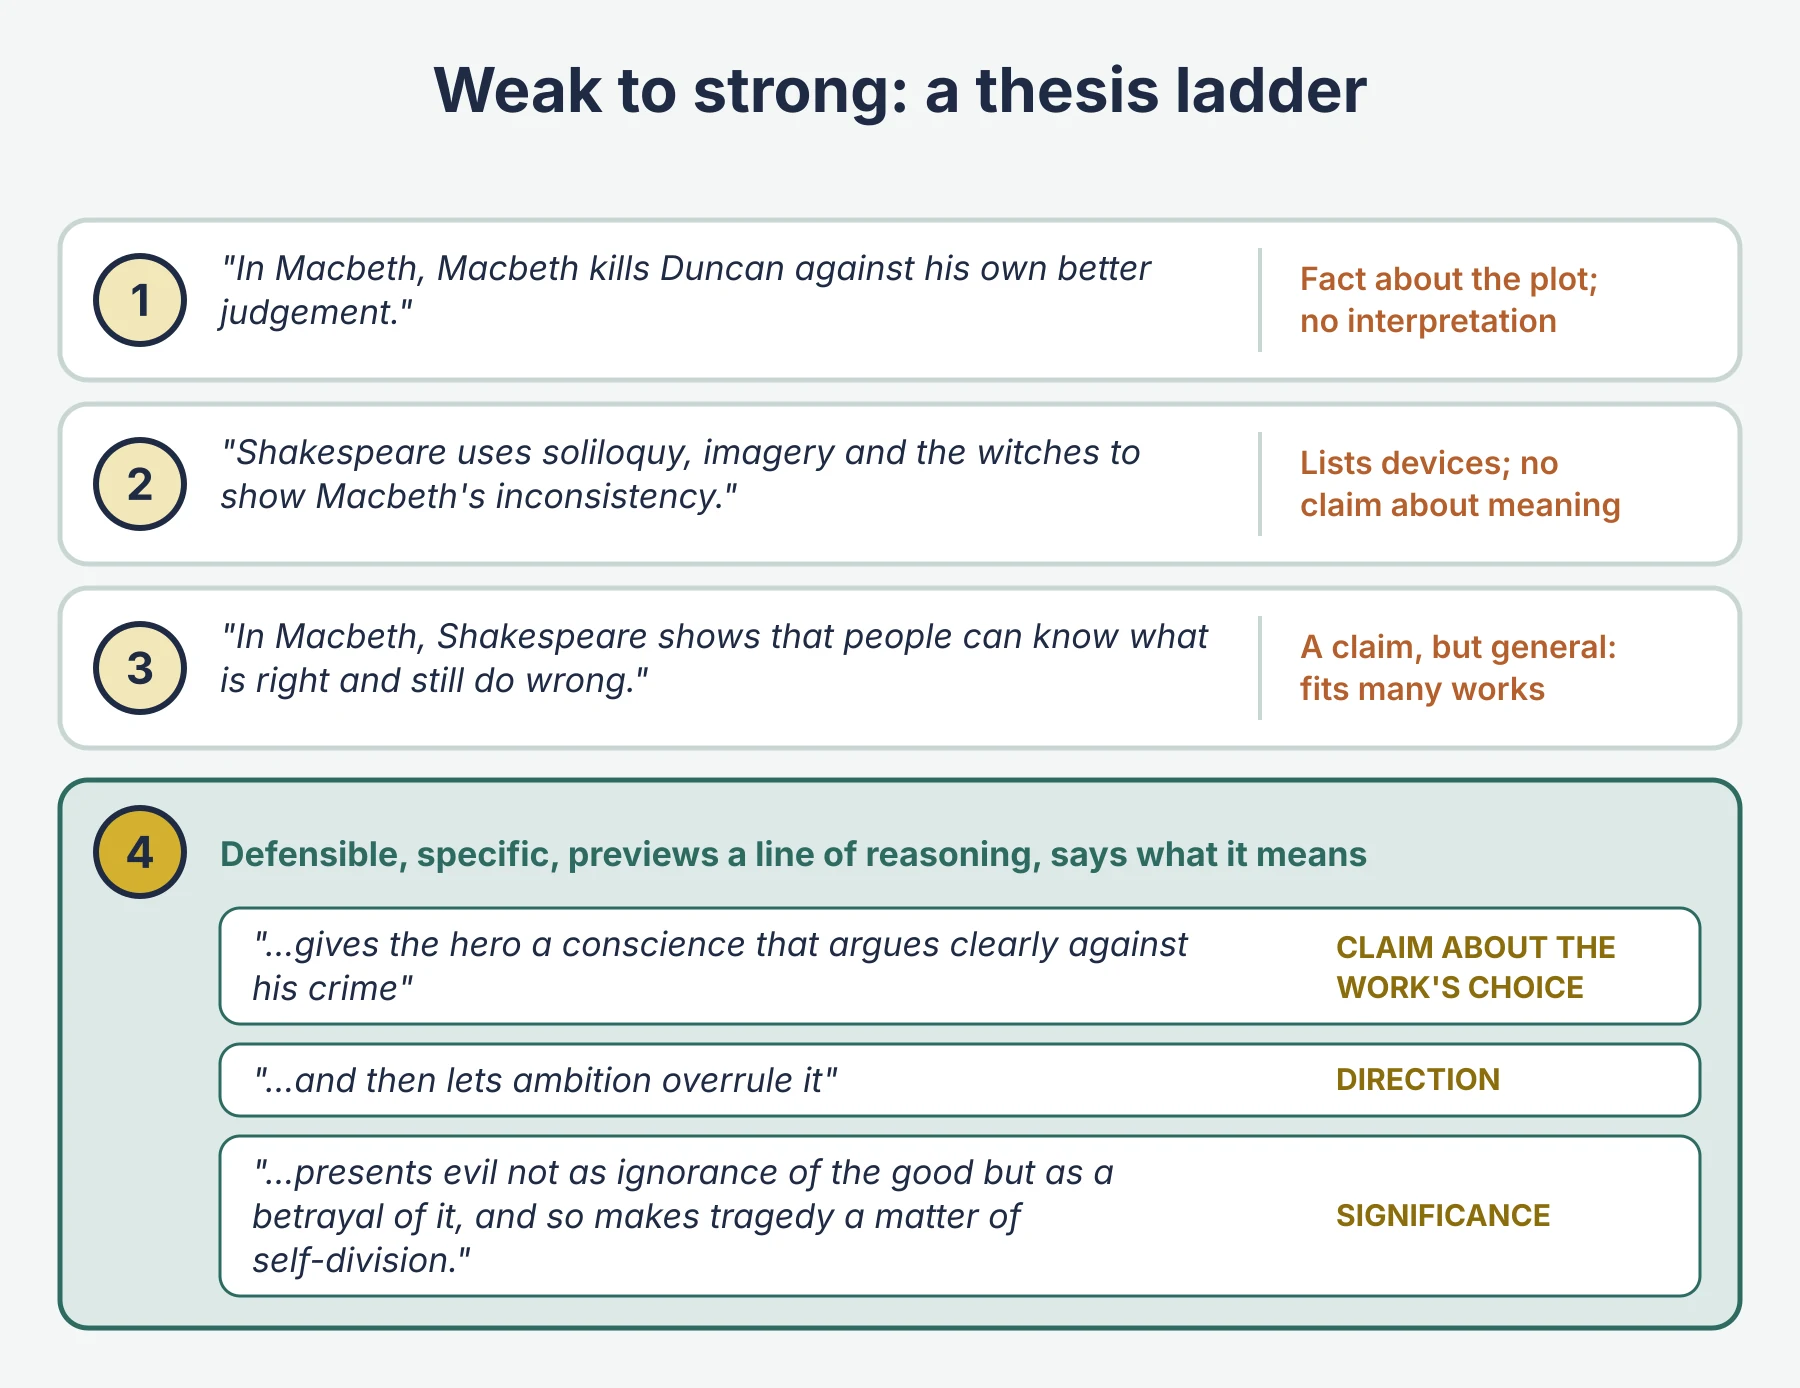 Weak to strong: a thesis ladder
1
"In Macbeth, Macbeth kills Duncan against his own better
judgement."
Fact about the plot;
no interpretation
2
"Shakespeare uses soliloquy, imagery and the witches to
show Macbeth's inconsistency."
Lists devices; no
claim about meaning
3
"In Macbeth, Shakespeare shows that people can know what
is right and still do wrong."
A claim, but general:
fits many works
4
Defensible, specific, previews a line of reasoning, says what it means
"...gives the hero a conscience that argues clearly against
his crime"
CLAIM ABOUT THE
WORK'S CHOICE
"...and then lets ambition overrule it"
DIRECTION
"...presents evil not as ignorance of the good but as a
betrayal of it, and so makes tragedy a matter of
self-division."
SIGNIFICANCE